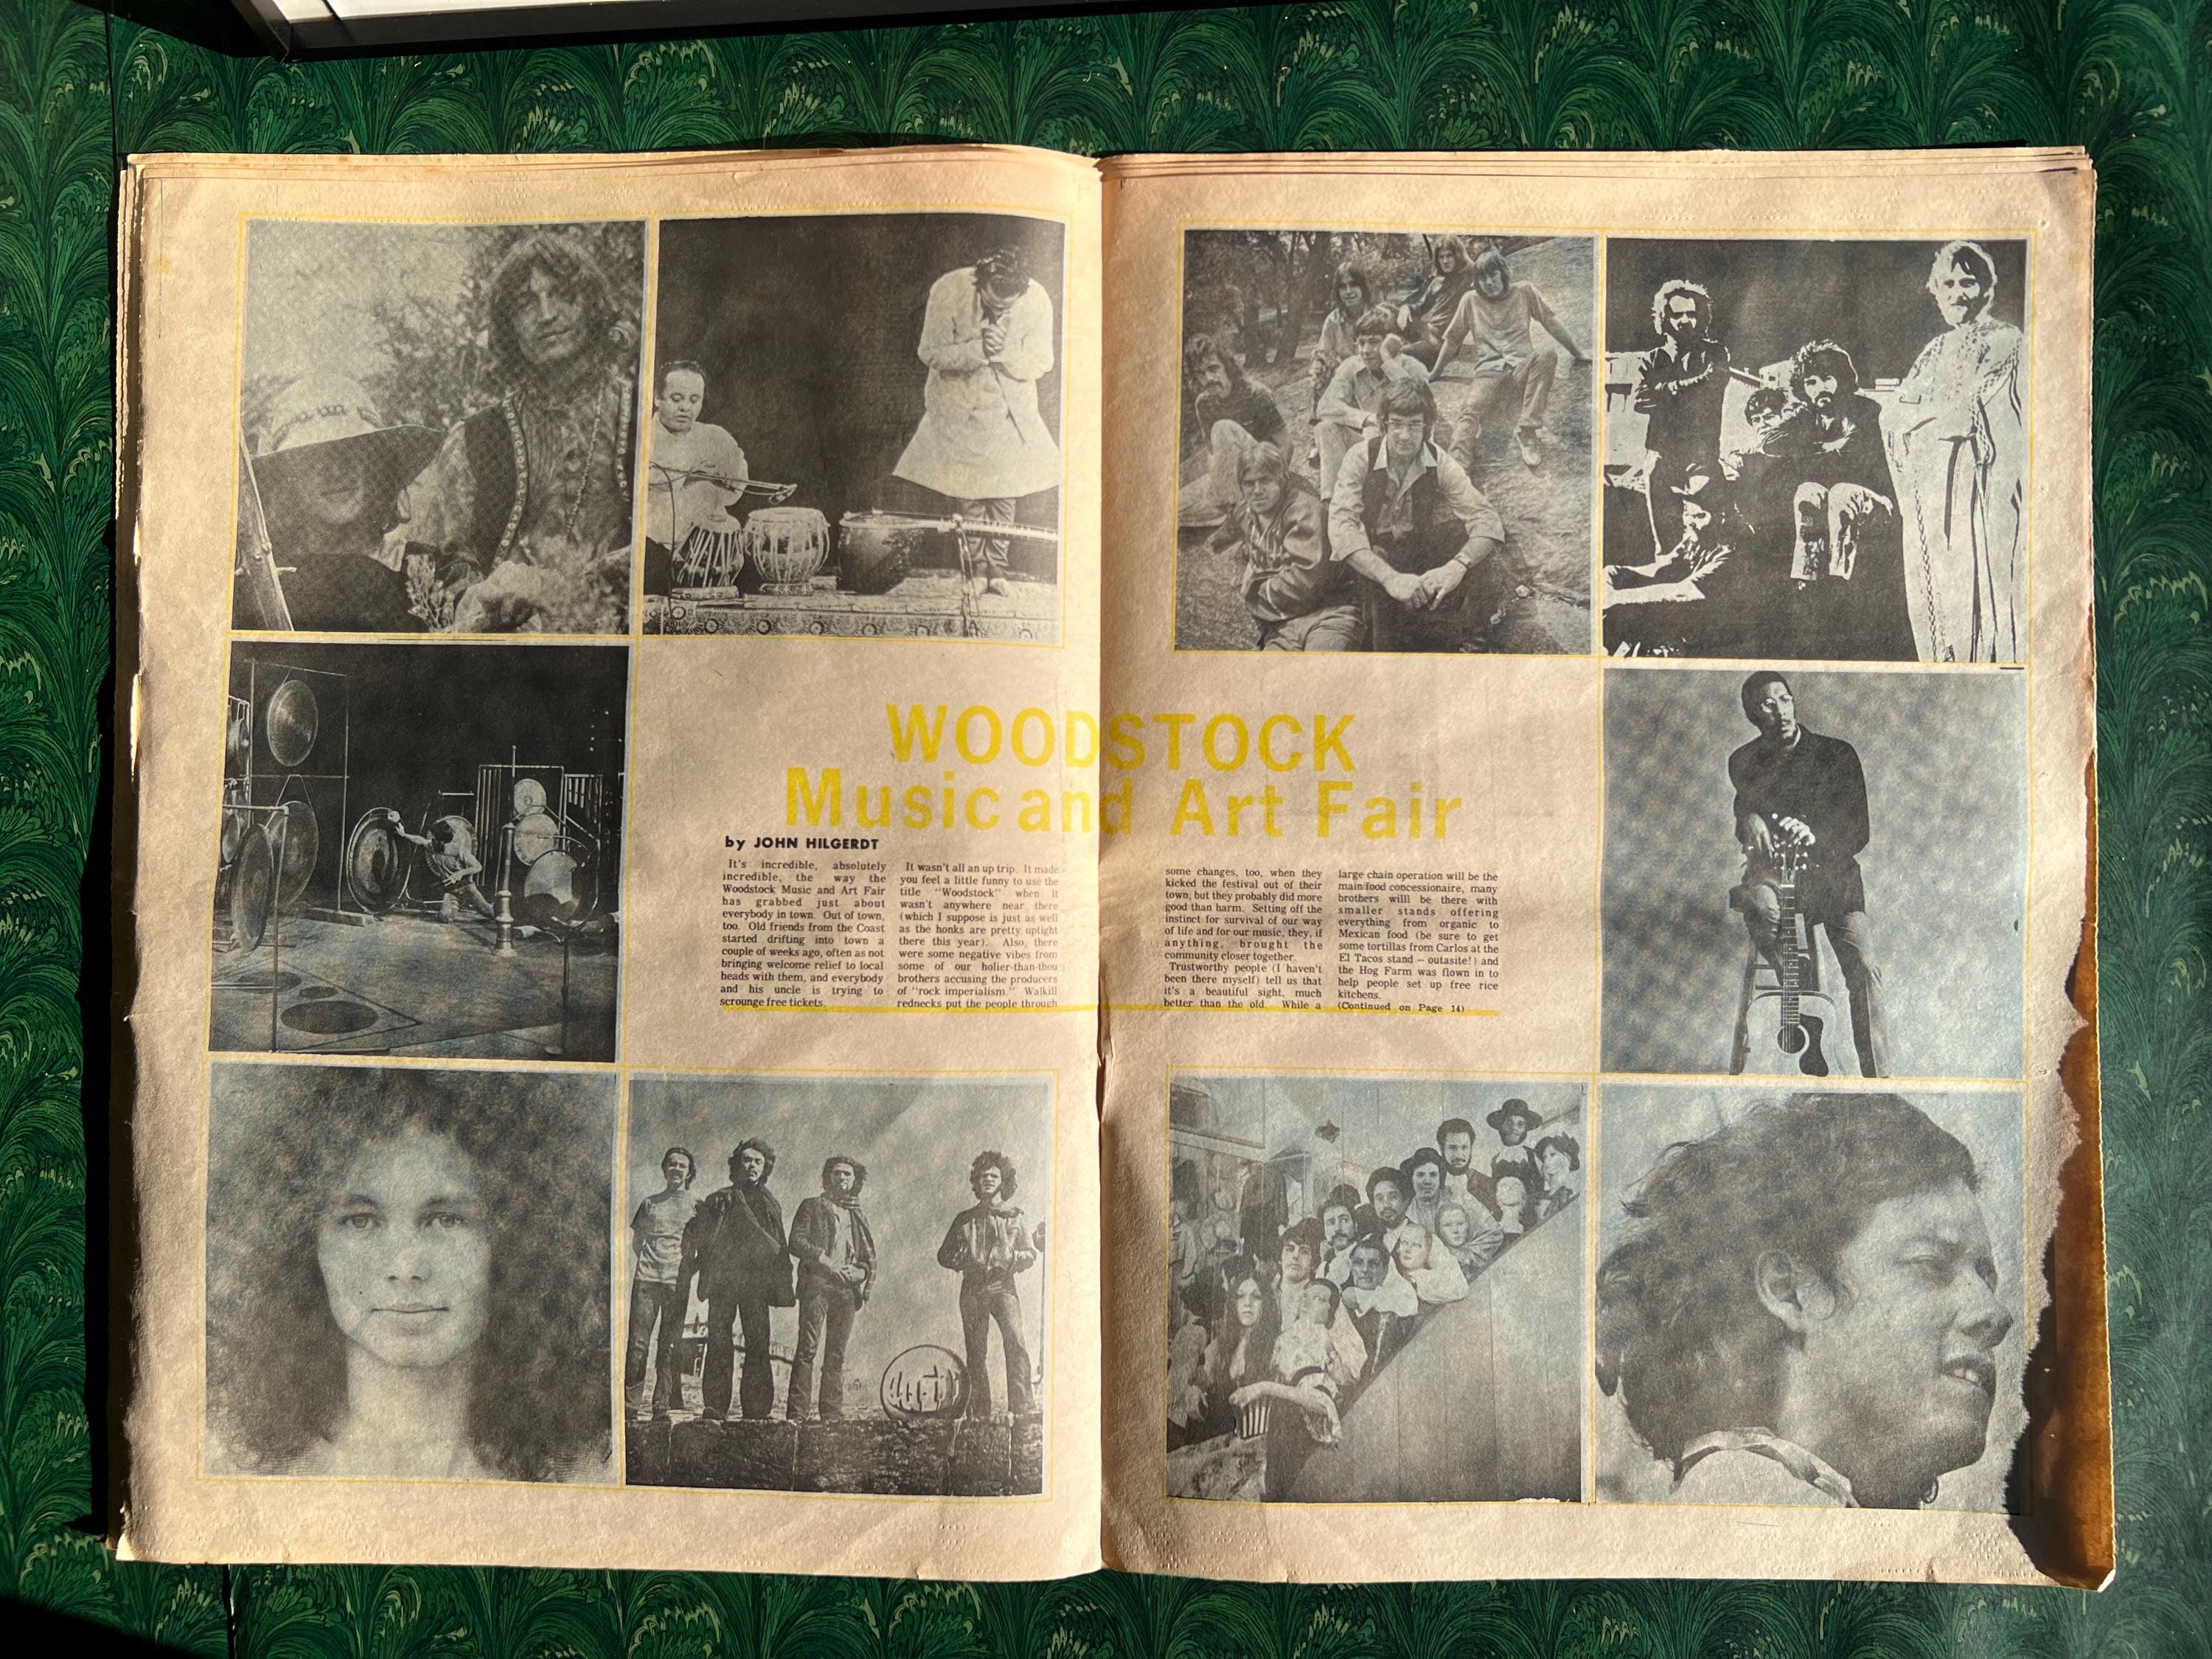 WOODSTOCK
Music and Art Fair
by JOHN HILGERDT
It's incredible, absolutely
incredible, the way the
Woodstock Music and Art Fair
has grabbed just about
everybody in town. Out of town,
too. Old friends from the Coast
started drifting into town a
couple of weeks ago, often as not
bringing welcome relief to local
heads with them, and everybody
and his uncle is trying to
scrounge free tickets.
It wasn't all an up trip. It made
you feel a little funny to use the
title "Woodstock" when it
wasn't anywhere near there
(which I suppose is just as well
as the honks are pretty uptight
there this year). Also, there
were some negative vibes from
some of our holier-than-thou
brothers accusing the producers
of "rock imperialism." Walkill
rednecks put the people through
some changes, too, when they
kicked the festival out of their
town, but they probably did more
good than harm. Setting off the
instinct for survival of our way
of life and for our music, they, if
anything, brought the
community closer together.
Trustworthy people (I haven't
been there myself) tell us that
it's a beautiful sight, much
better than the old. While a
large chain operation will be the
main food concessionaire, many
brothers willl be there with
smaller stands offering
everything from organic to
Mexican food (be sure to get
some tortillas from Carlos at the
El Tacos stand — outasite!) and
the Hog Farm was flown in to
help people set up free rice
kitchens.
(Continued on Page 14)